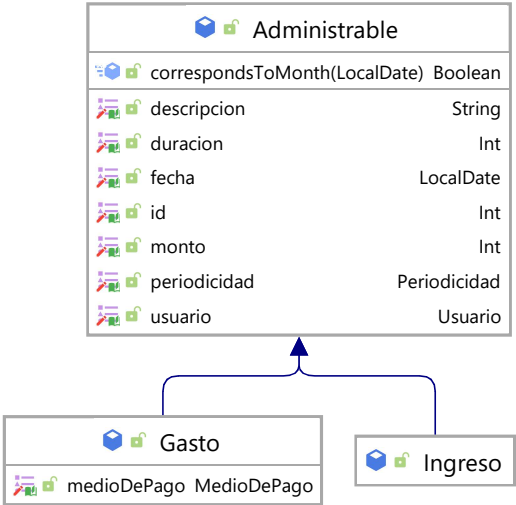 Administrable
correspondsToMonth(LocalDate) Boolean
descripcion String
duracion Int
fecha LocalDate
id Int
monto Int
periodicidad Periodicidad
usuario Usuario
Gasto
medioDePago MedioDePago
Ingreso